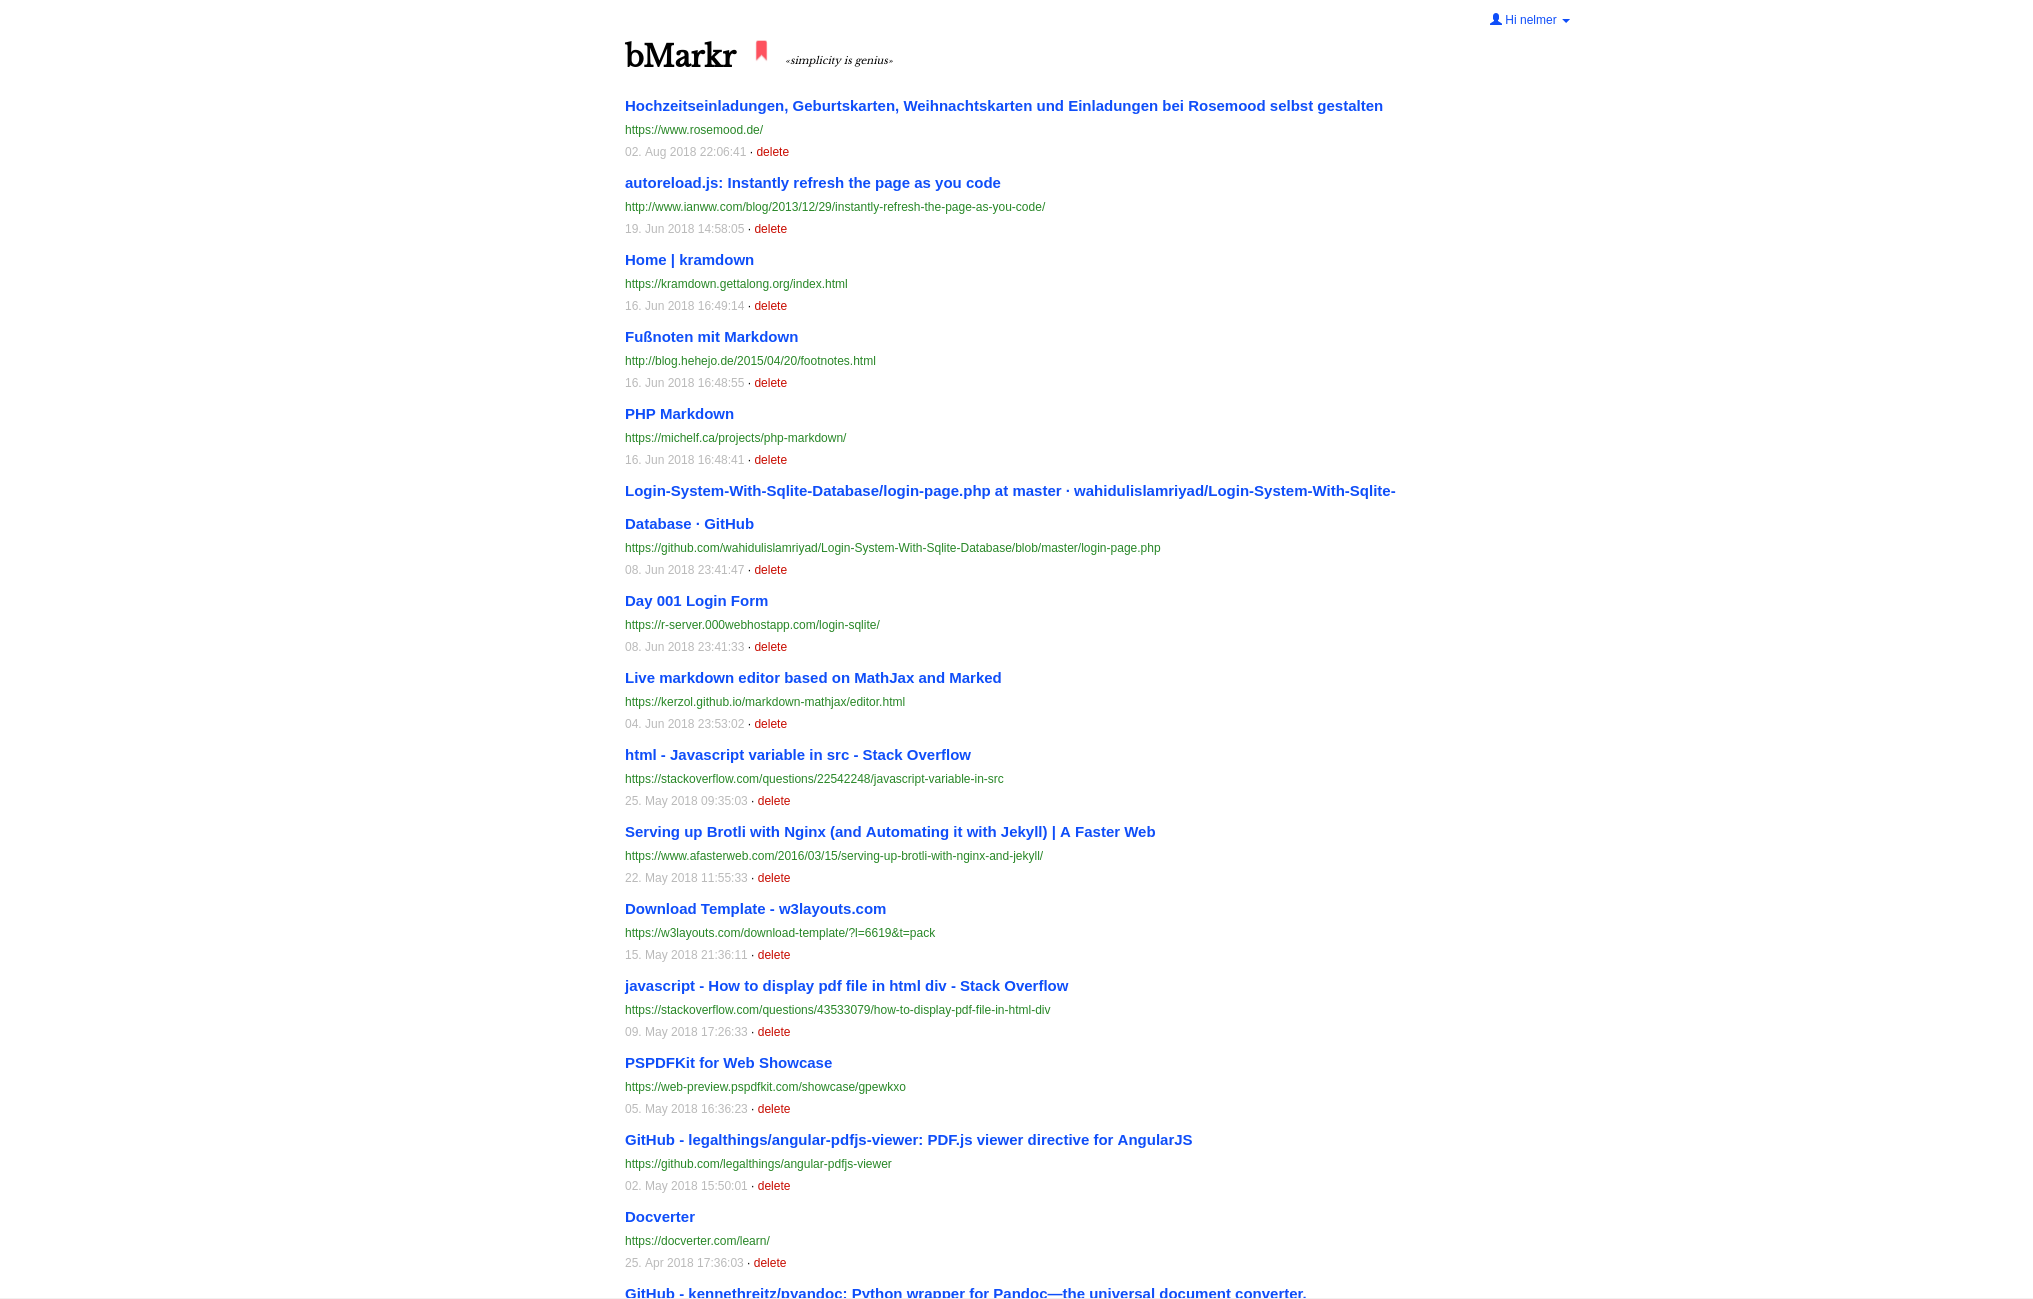 Hi nelmer
bMarkr
«simplicity is genius»
Hochzeitseinladungen, Geburtskarten, Weihnachtskarten und Einladungen bei Rosemood selbst gestalten
https://www.rosemood.de/
02. Aug 2018 22:06:41 · delete
autoreload.js: Instantly refresh the page as you code
http://www.ianww.com/blog/2013/12/29/instantly-refresh-the-page-as-you-code/
19. Jun 2018 14:58:05 · delete
Home | kramdown
https://kramdown.gettalong.org/index.html
16. Jun 2018 16:49:14 · delete
Fußnoten mit Markdown
http://blog.hehejo.de/2015/04/20/footnotes.html
16. Jun 2018 16:48:55 · delete
PHP Markdown
https://michelf.ca/projects/php-markdown/
16. Jun 2018 16:48:41 · delete
Login-System-With-Sqlite-Database/login-page.php at master · wahidulislamriyad/Login-System-With-Sqlite-
Database · GitHub
https://github.com/wahidulislamriyad/Login-System-With-Sqlite-Database/blob/master/login-page.php
08. Jun 2018 23:41:47 · delete
Day 001 Login Form
https://r-server.000webhostapp.com/login-sqlite/
08. Jun 2018 23:41:33 · delete
Live markdown editor based on MathJax and Marked
https://kerzol.github.io/markdown-mathjax/editor.html
04. Jun 2018 23:53:02 · delete
html - Javascript variable in src - Stack Overflow
https://stackoverflow.com/questions/22542248/javascript-variable-in-src
25. May 2018 09:35:03 · delete
Serving up Brotli with Nginx (and Automating it with Jekyll) | A Faster Web
https://www.afasterweb.com/2016/03/15/serving-up-brotli-with-nginx-and-jekyll/
22. May 2018 11:55:33 · delete
Download Template - w3layouts.com
https://w3layouts.com/download-template/?l=6619&t=pack
15. May 2018 21:36:11 · delete
javascript - How to display pdf file in html div - Stack Overflow
https://stackoverflow.com/questions/43533079/how-to-display-pdf-file-in-html-div
09. May 2018 17:26:33 · delete
PSPDFKit for Web Showcase
https://web-preview.pspdfkit.com/showcase/gpewkxo
05. May 2018 16:36:23 · delete
GitHub - legalthings/angular-pdfjs-viewer: PDF.js viewer directive for AngularJS
https://github.com/legalthings/angular-pdfjs-viewer
02. May 2018 15:50:01 · delete
Docverter
https://docverter.com/learn/
25. Apr 2018 17:36:03 · delete
GitHub - kennethreitz/pyandoc: Python wrapper for Pandoc—the universal document converter.